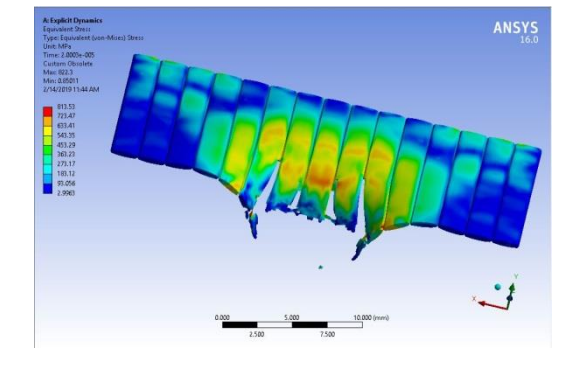 A: Explicit Dynamics
Equivalent Stress
Type: Equivalent (von-Mises) Stress
Unit: MPa
Time: 2.0003e-005
Custom Obsolete
Max: 822.3
Min: 0.65011
2/14/2019 11:44 AM
813.53
723.47
633.41
543.35
453.29
363.23
273.17
183.12
93.056
2.9963
ANSYS
16.0
Y
X
0.000 5.000 10.000 (mm)
2.500 7.500